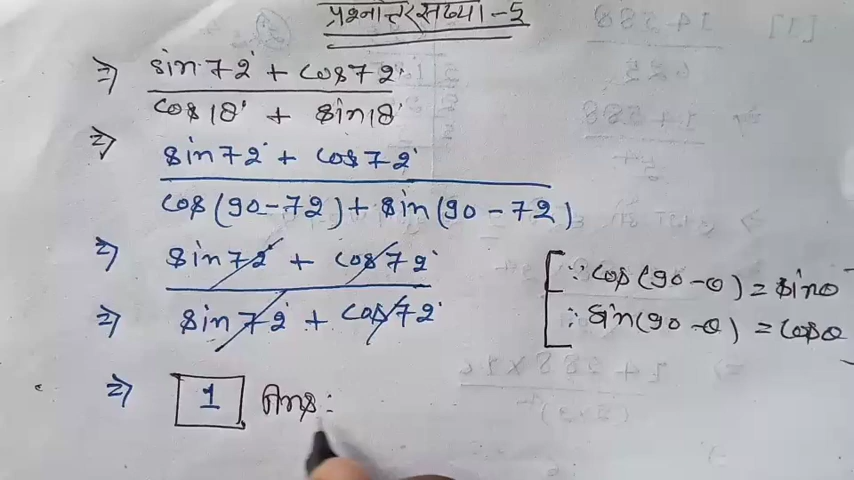 प्रश्नोत्तर संख्या-5
⇒ sin72° + cos72°
cos18° + sin18°
⇒ sin72° + cos72°
cos(90-72) + sin(90-72)
⇒ sin72° + cos72°
⇒ sin72° + cos72°
[∵ cos(90-θ) = sinθ
∵ Sin(90-θ) = cosθ
⇒ 1 Ans: